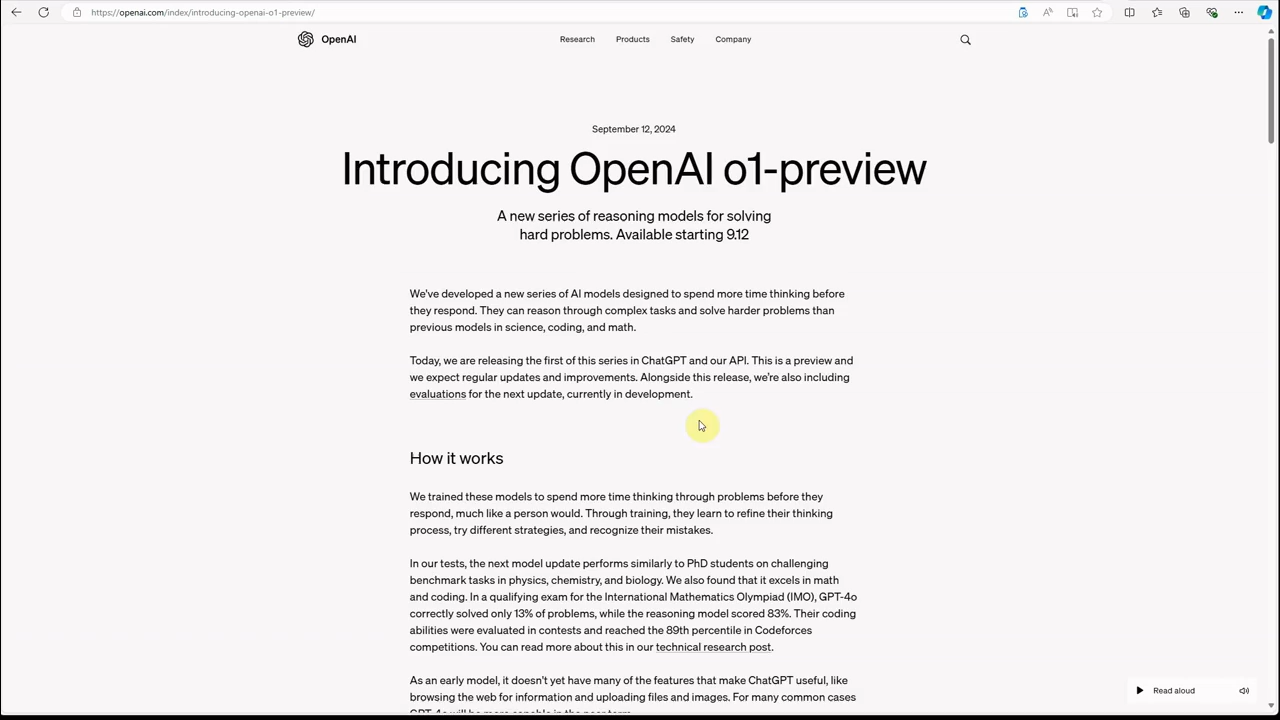 https://openai.com/index/introducing-openai-o1-preview/
OpenAI
Research
Products
Safety
Company
September 12, 2024
Introducing OpenAI o1-preview
A new series of reasoning models for solving
hard problems. Available starting 9.12
We've developed a new series of AI models designed to spend more time thinking before
they respond. They can reason through complex tasks and solve harder problems than
previous models in science, coding, and math.
Today, we are releasing the first of this series in ChatGPT and our API. This is a preview and
we expect regular updates and improvements. Alongside this release, we're also including
evaluations for the next update, currently in development.
How it works
We trained these models to spend more time thinking through problems before they
respond, much like a person would. Through training, they learn to refine their thinking
process, try different strategies, and recognize their mistakes.
In our tests, the next model update performs similarly to PhD students on challenging
benchmark tasks in physics, chemistry, and biology. We also found that it excels in math
and coding. In a qualifying exam for the International Mathematics Olympiad (IMO), GPT-4o
correctly solved only 13% of problems, while the reasoning model scored 83%. Their coding
abilities were evaluated in contests and reached the 89th percentile in Codeforces
competitions. You can read more about this in our technical research post.
As an early model, it doesn't yet have many of the features that make ChatGPT useful, like
browsing the web for information and uploading files and images. For many common cases
GPT-4o will be more capable in the near term.
Read aloud